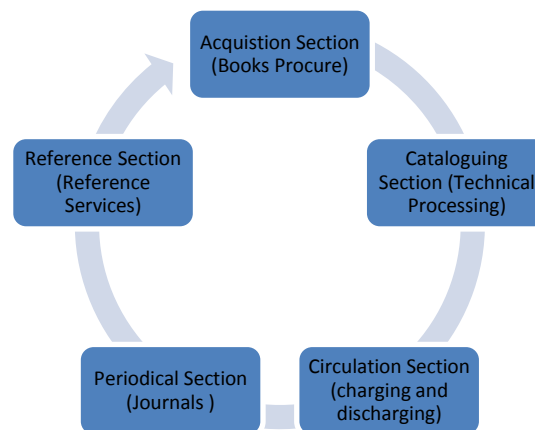 Acquistion Section
(Books Procure)
Cataloguing
Section (Technical
Processing)
Circulation Section
(charging and
discharging)
Periodical Section
(Journals )
Reference Section
(Reference
Services)